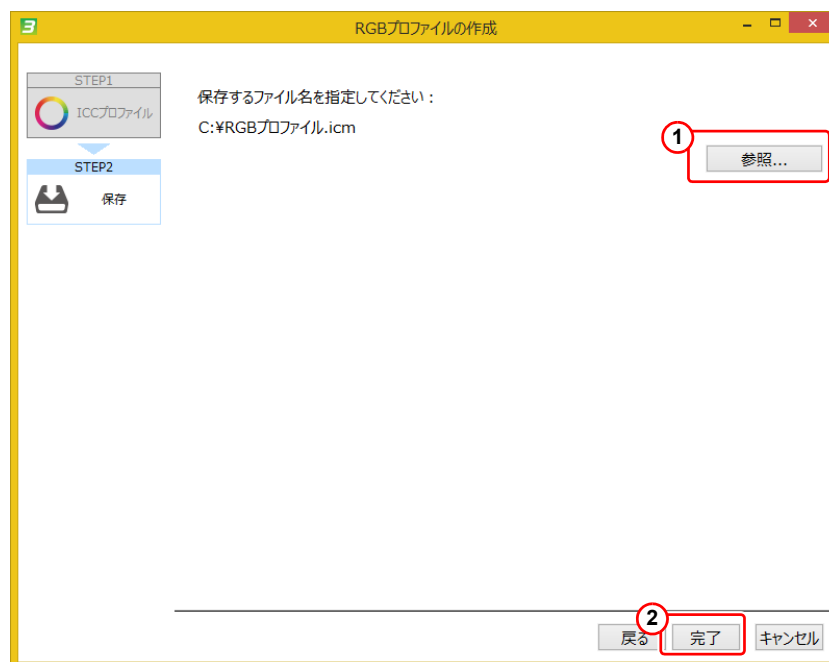 RGBプロファイルの作成
STEP1
ICCプロファイル
STEP2
保存
保存するファイル名を指定してください：
C:¥RGBプロファイル.icm
1
参照...
2
戻る
完了
キャンセル